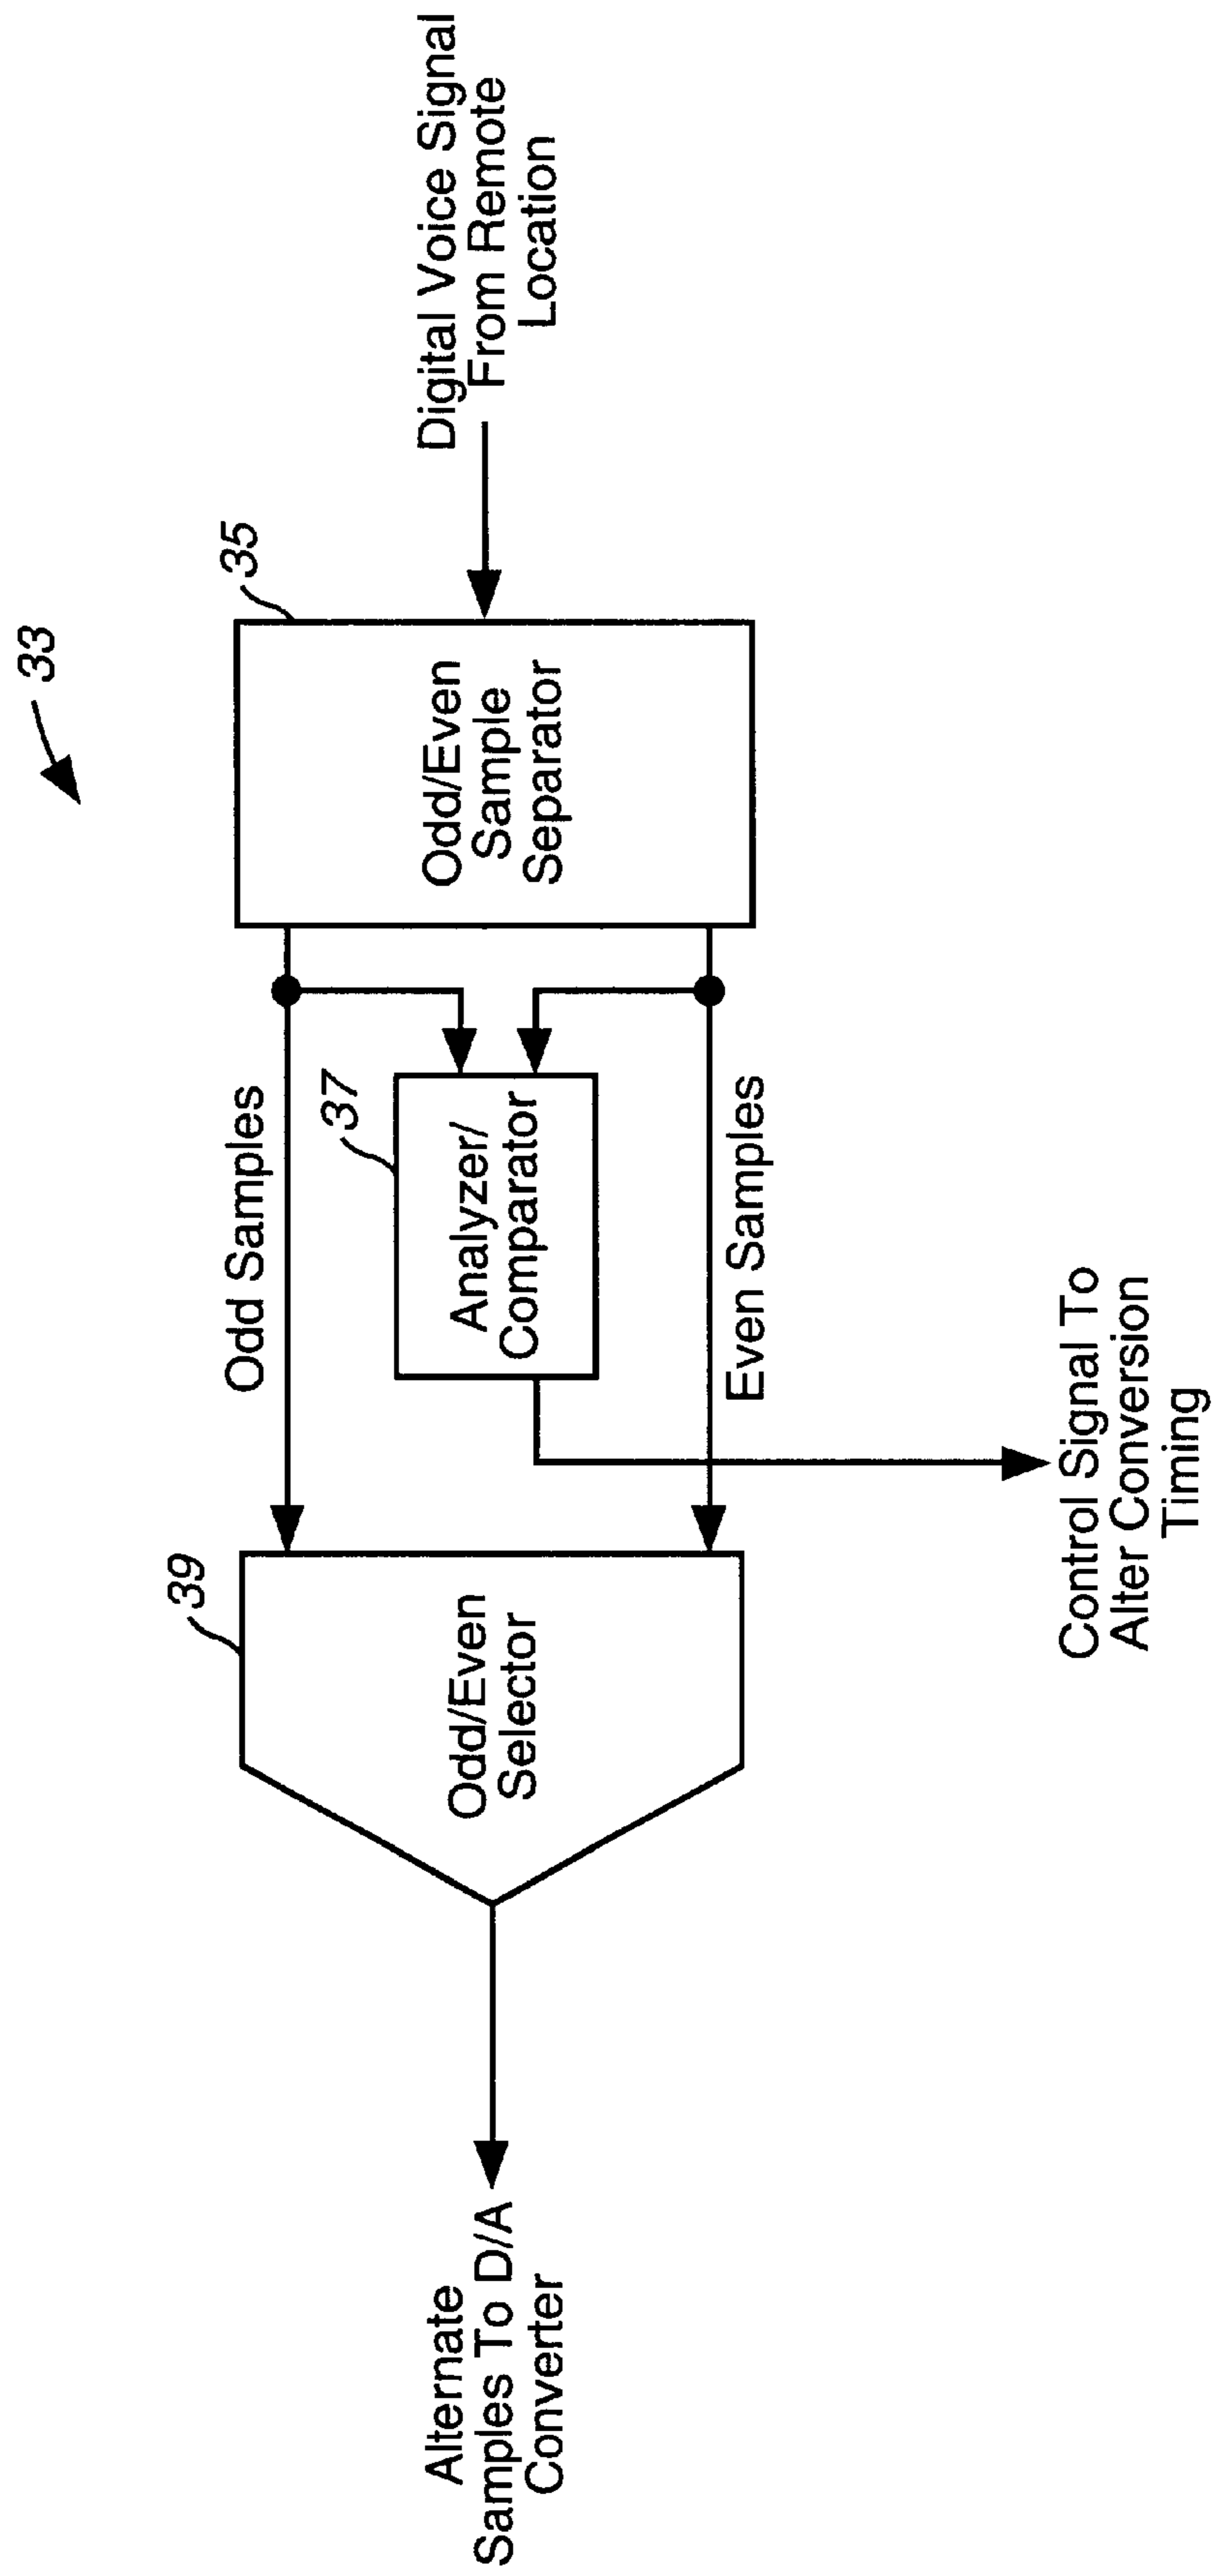 33
Digital Voice Signal
From Remote
Location
35
Odd/Even
Sample
Separator
Odd Samples
37
Analyzer/
Comparator
Even Samples
Control Signal To
Alter Conversion
Timing
39
Odd/Even
Selector
Alternate
Samples To D/A
Converter